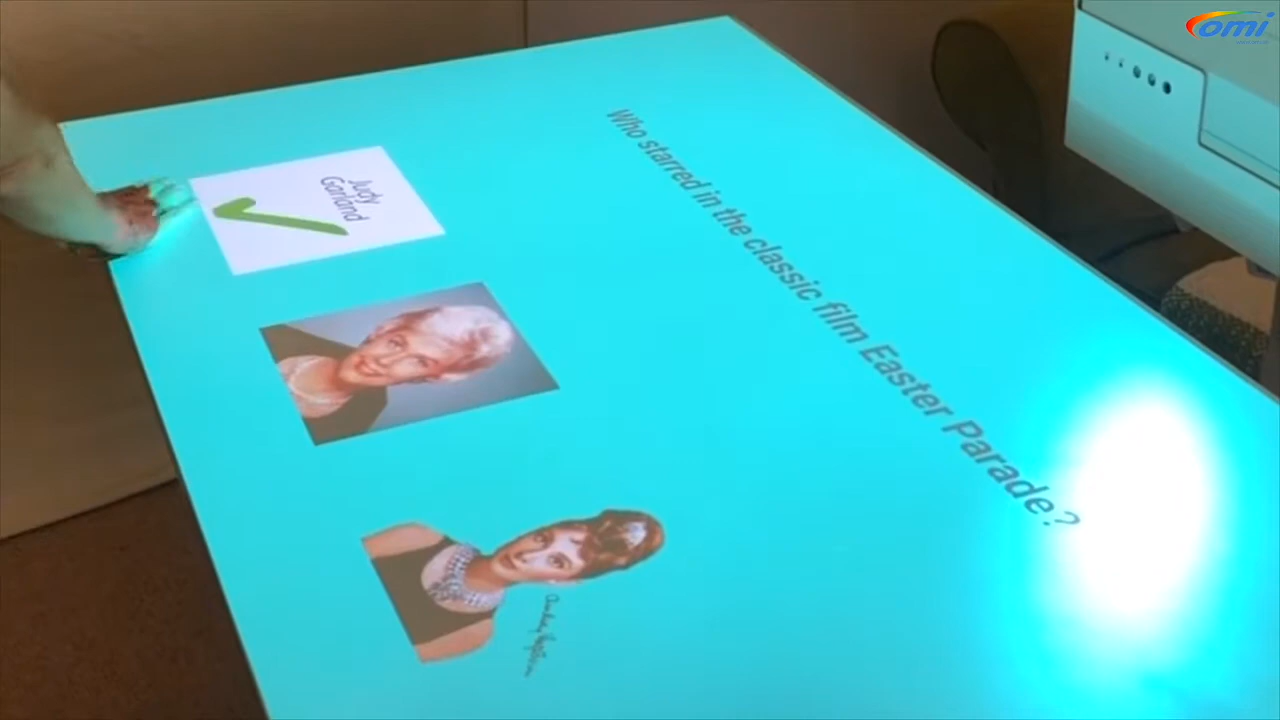 omi
Who starred in the classic film Easter Parade?
Judy
Garland